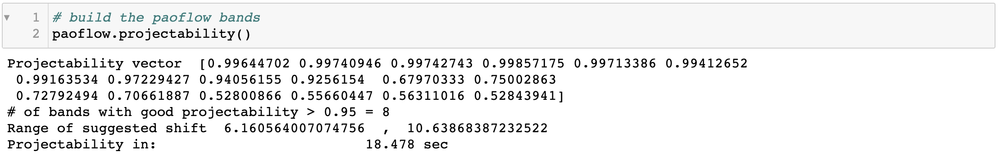 1 # build the paoflow bands
2 paoflow.projectability()
Projectability vector  [0.99644702 0.99740946 0.99742743 0.99857175 0.99713386 0.99412652
 0.99163534 0.97229427 0.94056155 0.9256154  0.67970333 0.75002863
 0.72792494 0.70661887 0.52800866 0.55660447 0.56311016 0.52843941]
# of bands with good projectability > 0.95 = 8
Range of suggested shift  6.160564007074756  ,  10.63868387232522
Projectability in:                         18.478 sec